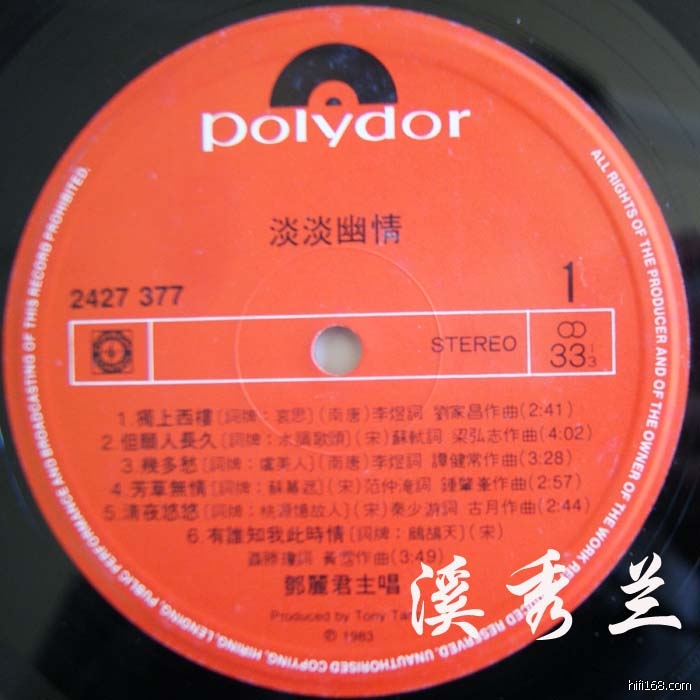 polydor
淡淡幽情
2427 377
1
STEREO
33 1/3
1.獨上西樓[詞牌:哀思](南唐)李煜詞 劉家昌作曲(2:41)
2.但願人長久[詞牌:水調歌頭](宋)蘇軾詞 梁弘志作曲(4:02)
3.幾多愁[詞牌:虞美人](南唐)李煜詞 譚健常作曲(3:28)
4.芳草無情[詞牌:蘇幕遮](宋)范仲淹詞 鍾肇峯作曲(2:57)
5.清夜悠悠[詞牌:桃源憶故人](宋)秦少游詞 古月作曲(2:44)
6.有誰知我此時情[詞牌:鷓鴣天](宋)
聶勝瓊詞 黃霑作曲(3:49)
鄧麗君主唱
Produced by Tony
℗ 1983
ALL RIGHTS OF THE PRODUCER AND OF THE OWNER OF THE WORK RESERVED. UNAUTHORISED COPYING, HIRING, LENDING, PUBLIC PERFORMANCE AND BROADCASTING OF THIS RECORD PROHIBITED.
溪秀兰
hifi168.com